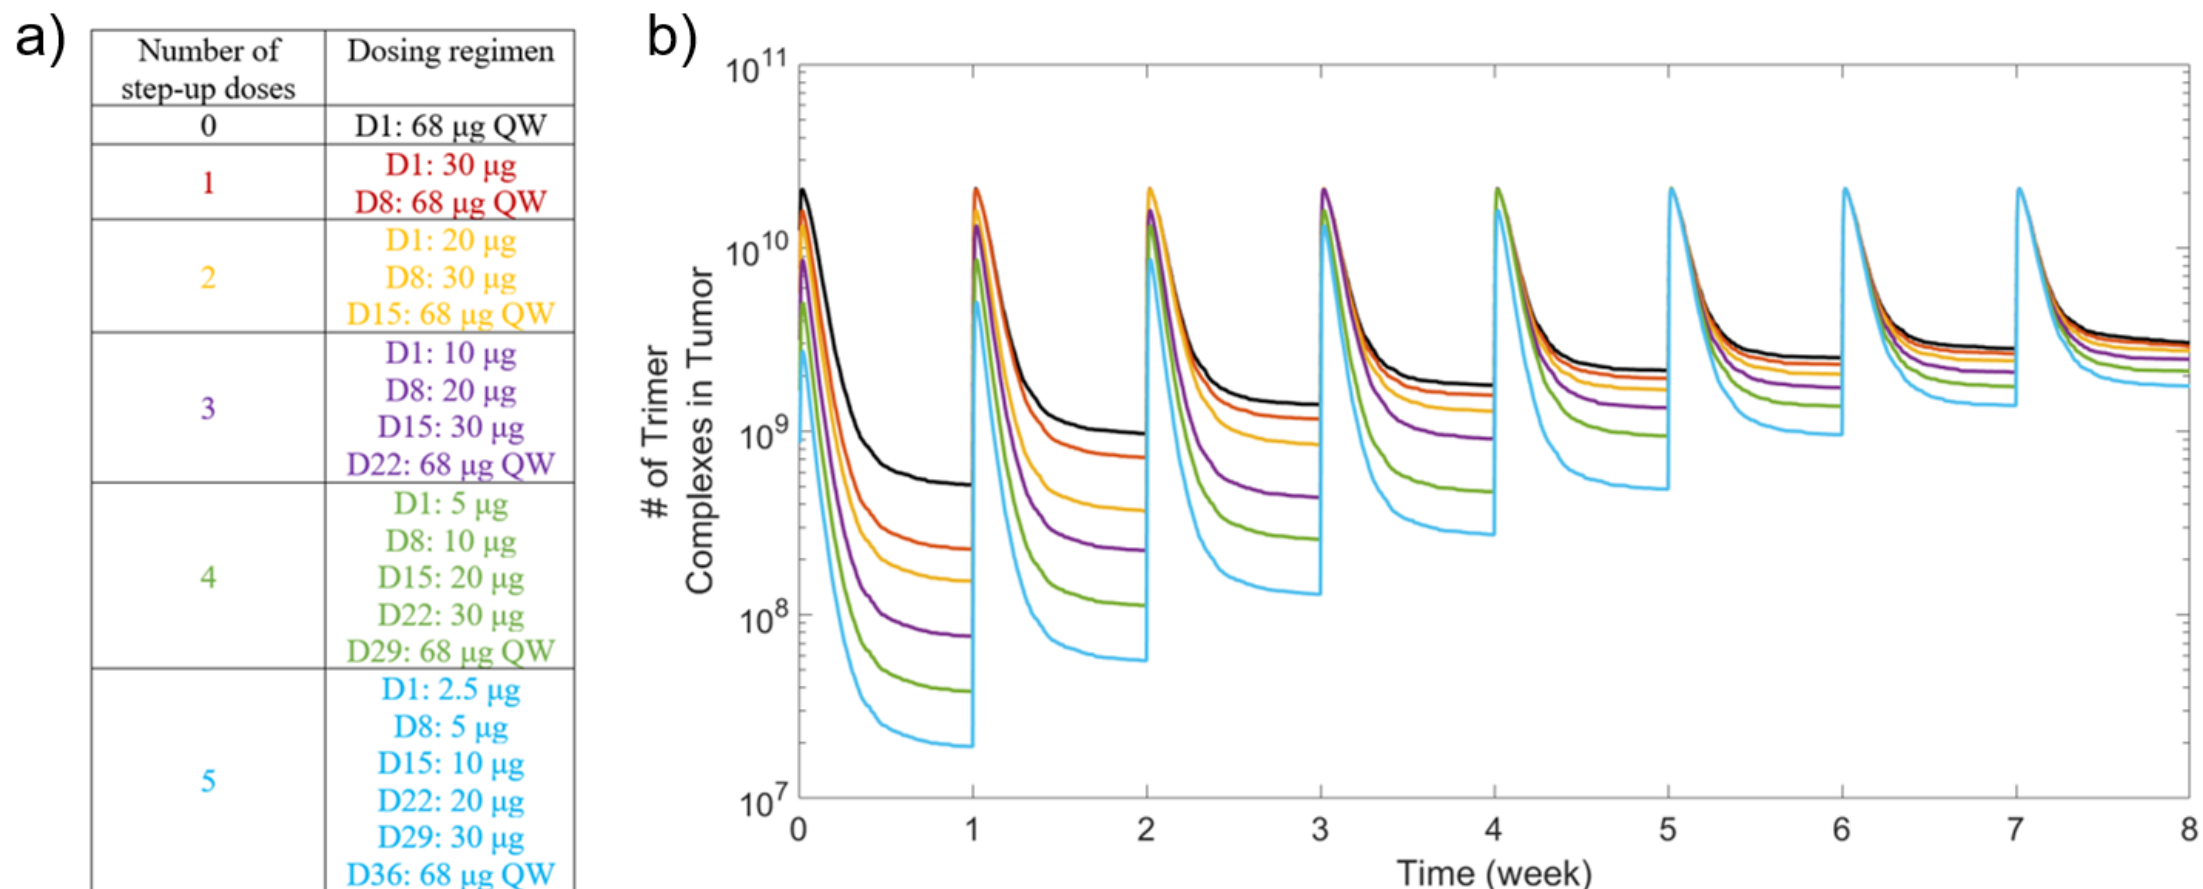 a)
Number of
step-up doses
Dosing regimen
0
D1: 68 μg QW
1
D1: 30 μg
D8: 68 μg QW
2
D1: 20 μg
D8: 30 μg
D15: 68 μg QW
3
D1: 10 μg
D8: 20 μg
D15: 30 μg
D22: 68 μg QW
4
D1: 5 μg
D8: 10 μg
D15: 20 μg
D22: 30 μg
D29: 68 μg QW
5
D1: 2.5 μg
D8: 5 μg
D15: 10 μg
D22: 20 μg
D29: 30 μg
D36: 68 μg QW
b)
# of Trimer
Complexes in Tumor
10^11
10^10
10^9
10^8
10^7
0 1 2 3 4 5 6 7 8
Time (week)